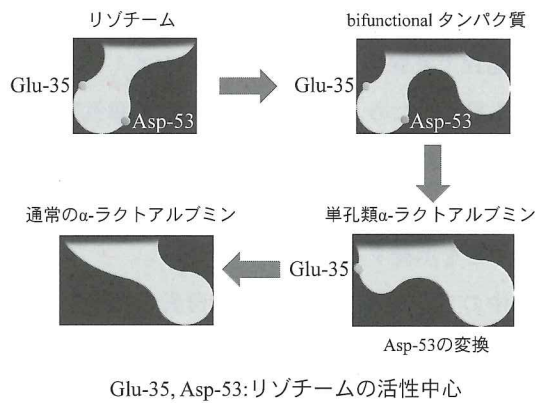 リゾチーム
bifunctional タンパク質
Glu-35
Asp-53
Glu-35
Asp-53
通常のα-ラクトアルブミン
単孔類α-ラクトアルブミン
Glu-35
Asp-53の変換
Glu-35, Asp-53:リゾチームの活性中心